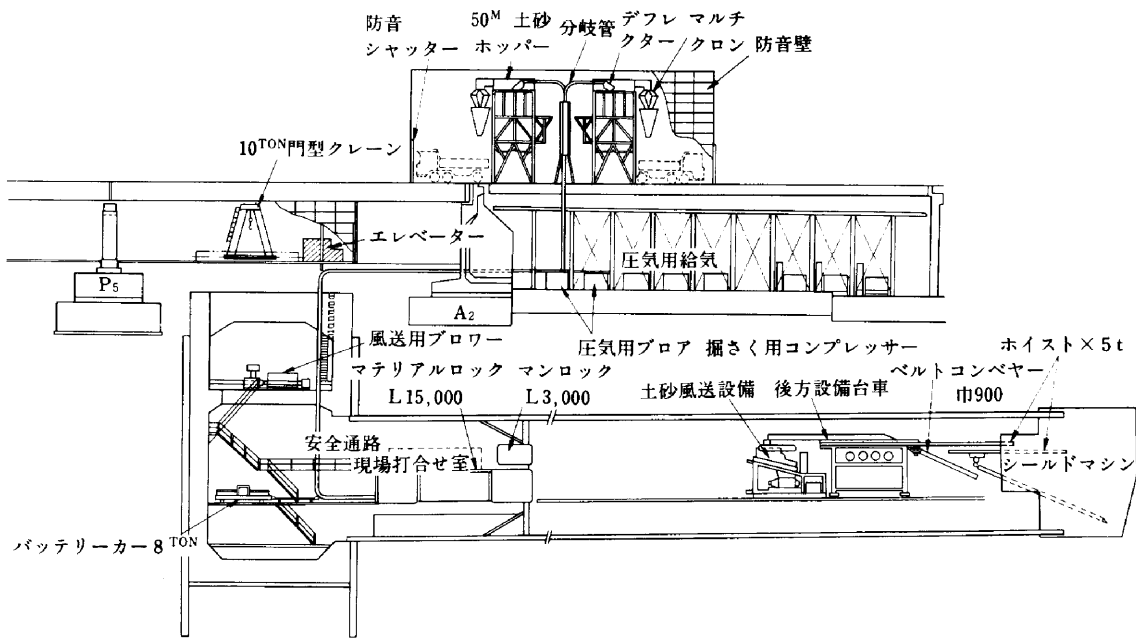 防音
シャッター
50M 土砂
ホッパー
分岐管
デフレ
クター
マルチ
クロン
防音壁
10TON門型クレーン
エレベーター
圧気用給気
P5
A2
風送用ブロワー
圧気用ブロア
掘さく用コンプレッサー
ホイスト×5t
マテリアルロック
L15,000
マンロック
L3,000
土砂風送設備
後方設備台車
ベルトコンベヤー
巾900
安全通路
現場打合せ室
シールドマシン
バッテリーカー8TON